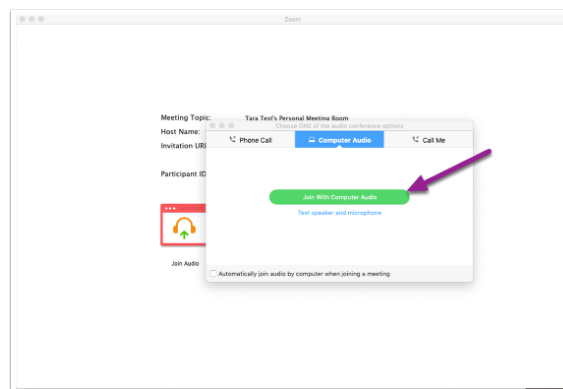 Zoom
Meeting Topic: Tara Test's Personal Meeting Room
Host Name:
Choose ONE of the audio conference options
Phone Call
Computer Audio
Call Me
Invitation URL
Participant ID
Join With Computer Audio
Test speaker and microphone
Join Audio
Automatically join audio by computer when joining a meeting